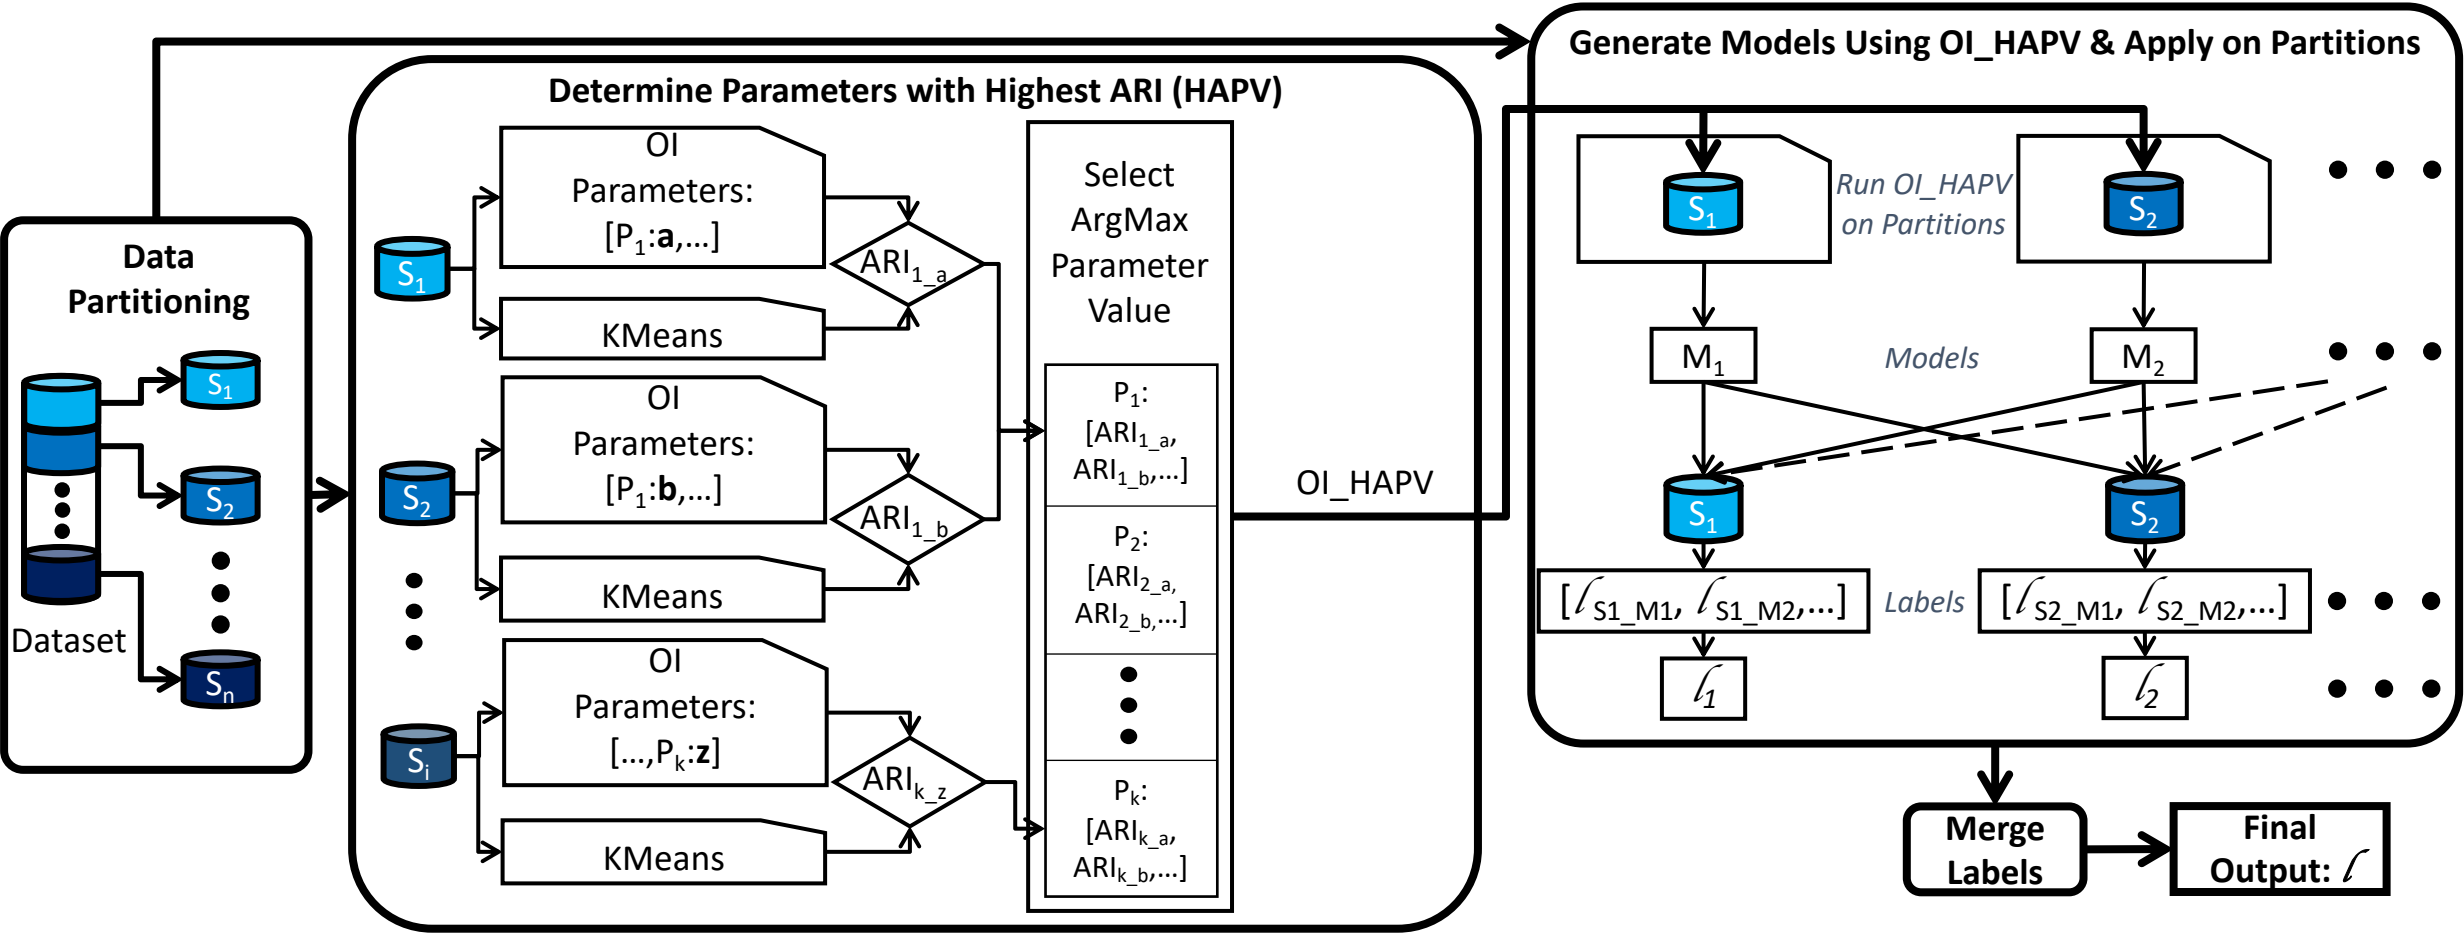 Data
Partitioning
S1
S2
Sn
Dataset
Determine Parameters with Highest ARI (HAPV)
S1
OI
Parameters:
[P1:a,...]
KMeans
ARI1_a
S2
OI
Parameters:
[P1:b,...]
KMeans
ARI1_b
Si
OI
Parameters:
[...,Pk:z]
KMeans
ARIk_z
Select
ArgMax
Parameter
Value
P1:
[ARI1_a,
ARI1_b,...]
P2:
[ARI2_a,
ARI2_b,...]
Pk:
[ARIk_a,
ARIk_b,...]
OI_HAPV
Generate Models Using OI_HAPV & Apply on Partitions
S1
Run OI_HAPV
on Partitions
S2
M1
Models
M2
S1
S2
[lS1_M1, lS1_M2,...]
Labels
[lS2_M1, lS2_M2,...]
l1
l2
Merge
Labels
Final
Output: l